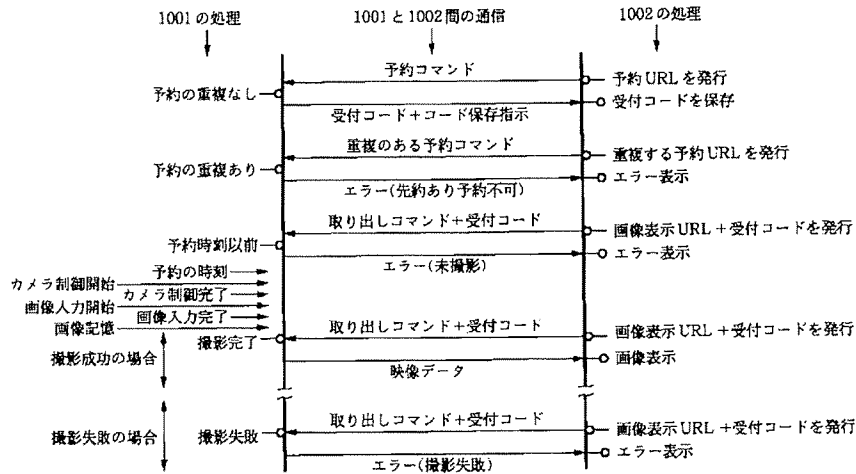 1001の処理
1001と1002間の通信
1002の処理
予約コマンド
予約URLを発行
予約の重複なし
受付コードを保存
受付コード+コード保存指示
重複のある予約コマンド
重複する予約URLを発行
予約の重複あり
エラー表示
エラー(先約あり予約不可)
取り出しコマンド+受付コード
画像表示URL+受付コードを発行
予約時刻以前
エラー表示
エラー(未撮影)
予約の時刻
カメラ制御開始
カメラ制御完了
画像入力開始
画像入力完了
画像記憶
取り出しコマンド+受付コード
画像表示URL+受付コードを発行
撮影完了
撮影成功の場合
画像表示
映像データ
取り出しコマンド+受付コード
画像表示URL+受付コードを発行
撮影失敗の場合
撮影失敗
エラー表示
エラー(撮影失敗)